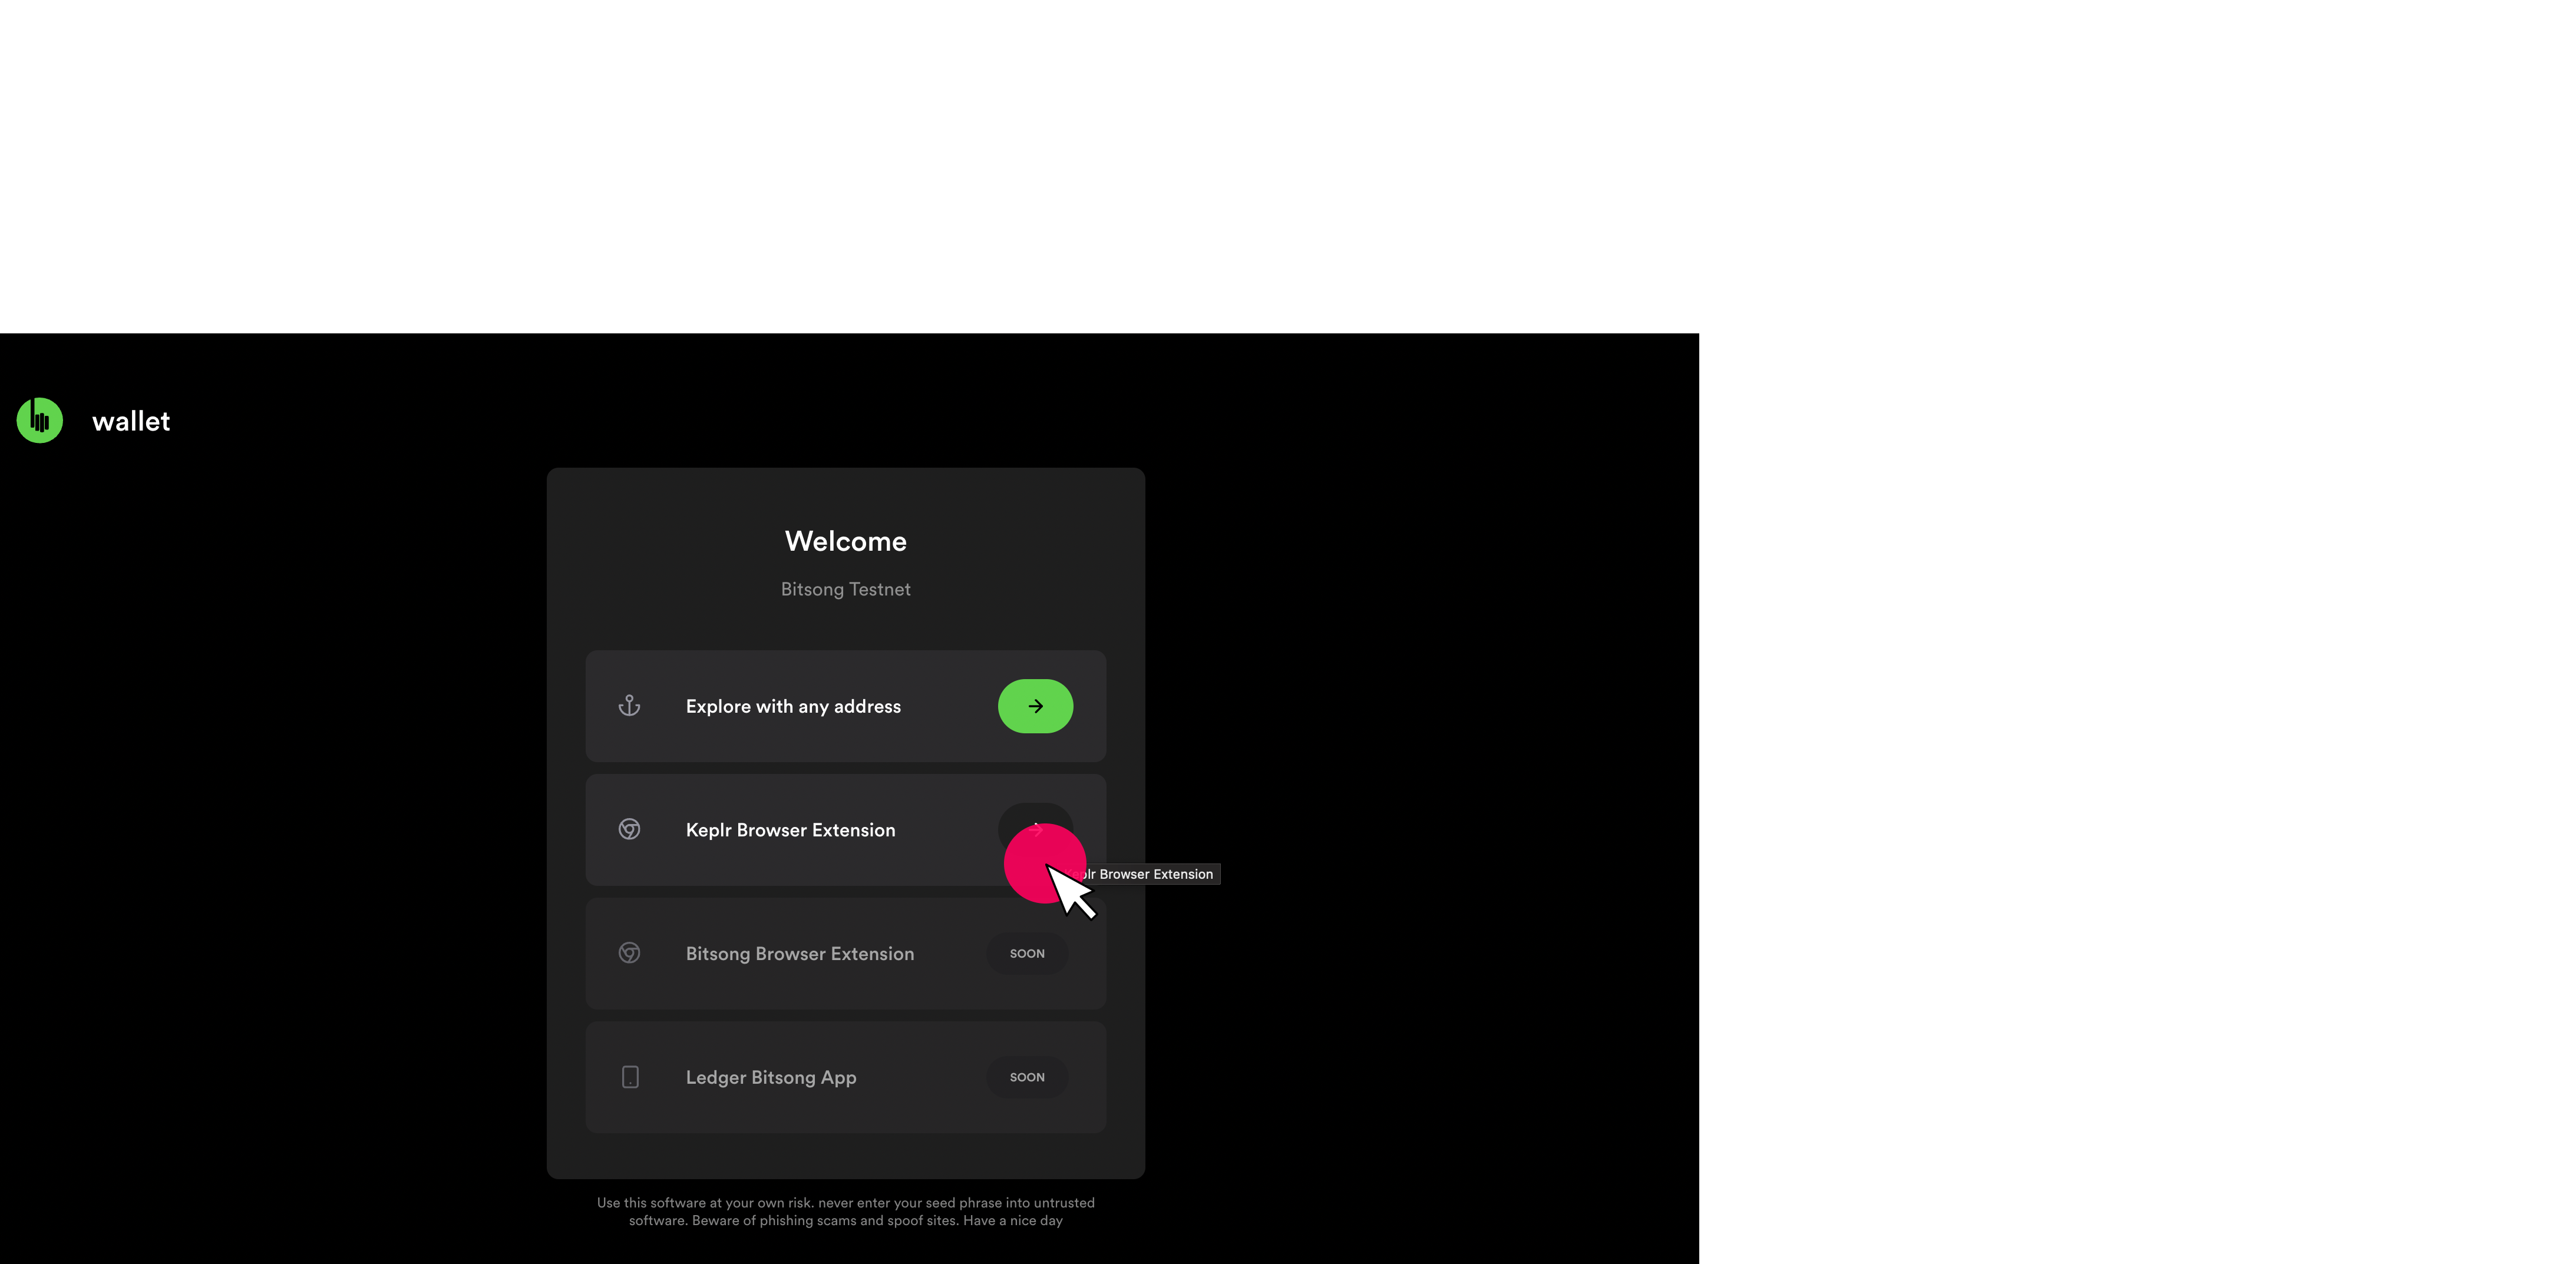 wallet
Welcome
Bitsong Testnet
Explore with any address
Keplr Browser Extension
Browser Extension
Bitsong Browser Extension
SOON
Ledger Bitsong App
SOON
Use this software at your own risk. never enter your seed phrase into untrusted
software. Beware of phishing scams and spoof sites. Have a nice day